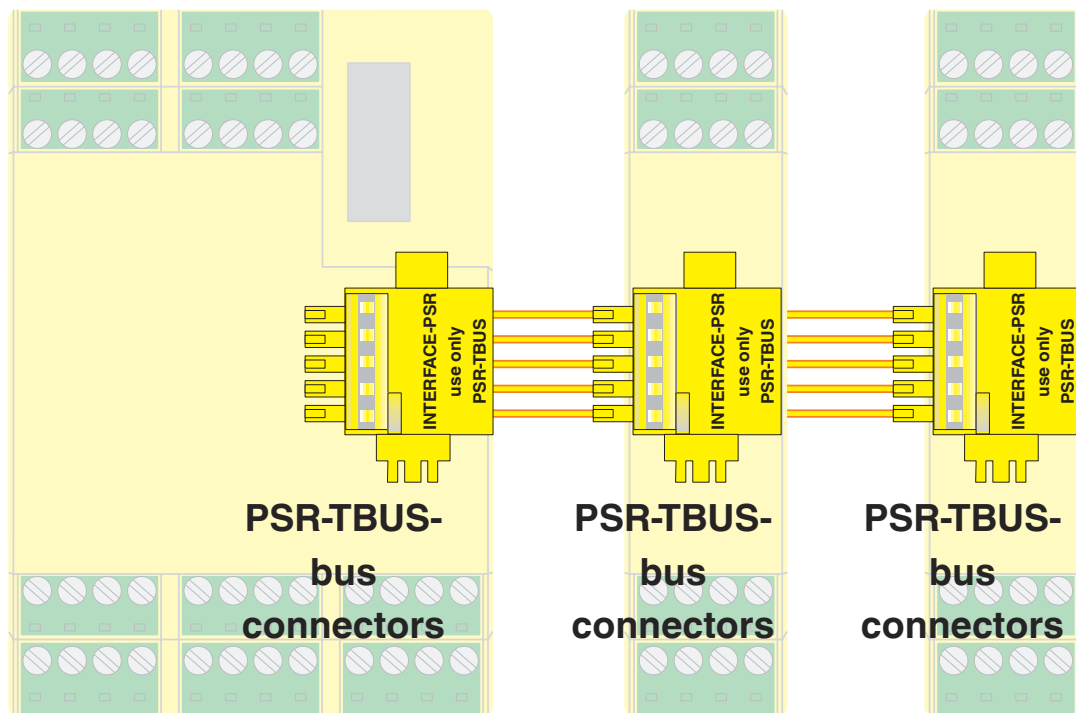 INTERFACE-PSR
use only
PSR-TBUS
INTERFACE-PSR
use only
PSR-TBUS
INTERFACE-PSR
use only
PSR-TBUS
PSR-TBUS-
bus
connectors
PSR-TBUS-
bus
connectors
PSR-TBUS-
bus
connectors